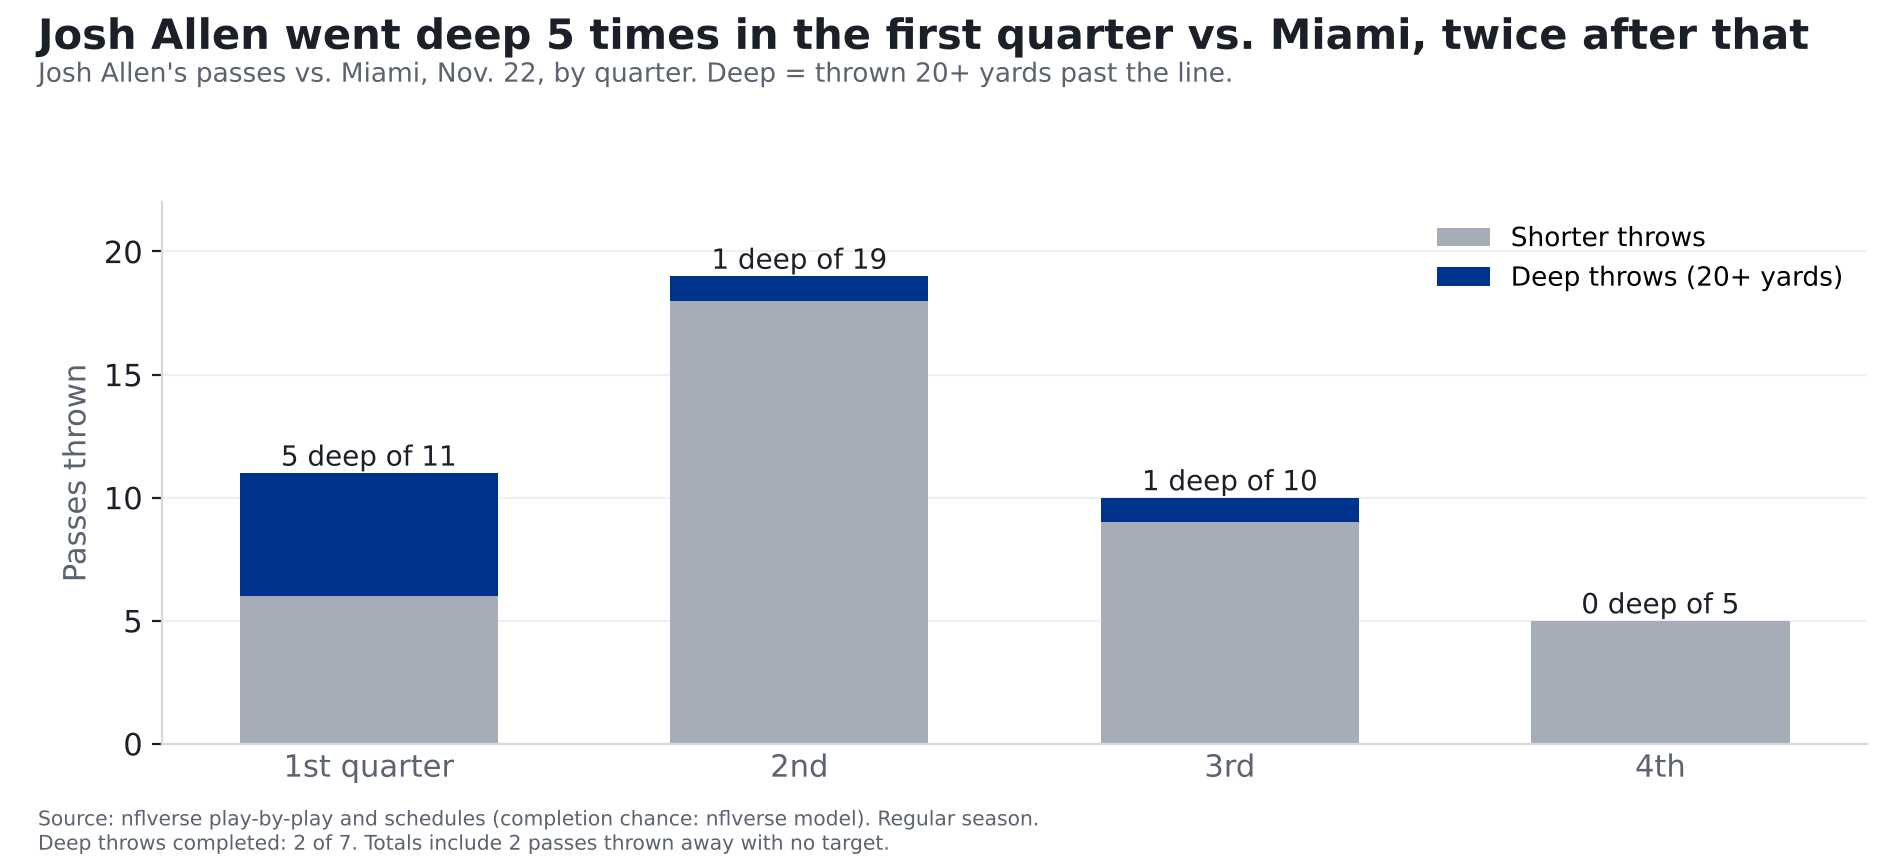 Josh Allen went deep 5 times in the first quarter vs. Miami, twice after that
Josh Allen's passes vs. Miami, Nov. 22, by quarter. Deep = thrown 20+ yards past the line.
Shorter throws
Deep throws (20+ yards)
Passes thrown
20
15
10
5
0
5 deep of 11
1 deep of 19
1 deep of 10
0 deep of 5
1st quarter
2nd
3rd
4th
Source: nflverse play-by-play and schedules (completion chance: nflverse model). Regular season.
Deep throws completed: 2 of 7. Totals include 2 passes thrown away with no target.